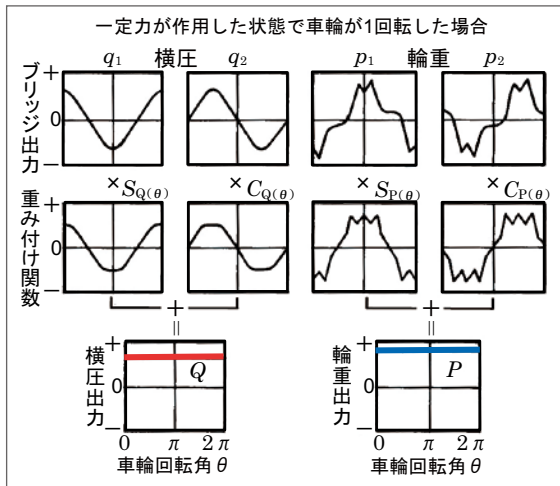 一定力が作用した状態で車輪が1回転した場合
q1 横圧 q2 p1 輪重 p2
ブリッジ出力
+
0
−
×SQ(θ) ×CQ(θ) ×SP(θ) ×CP(θ)
重み付け関数
+
0
−
+ +
= =
横圧出力
+
0
−
Q
0 π 2π
車輪回転角θ
輪重出力
+
0
−
P
0 π 2π
車輪回転角θ